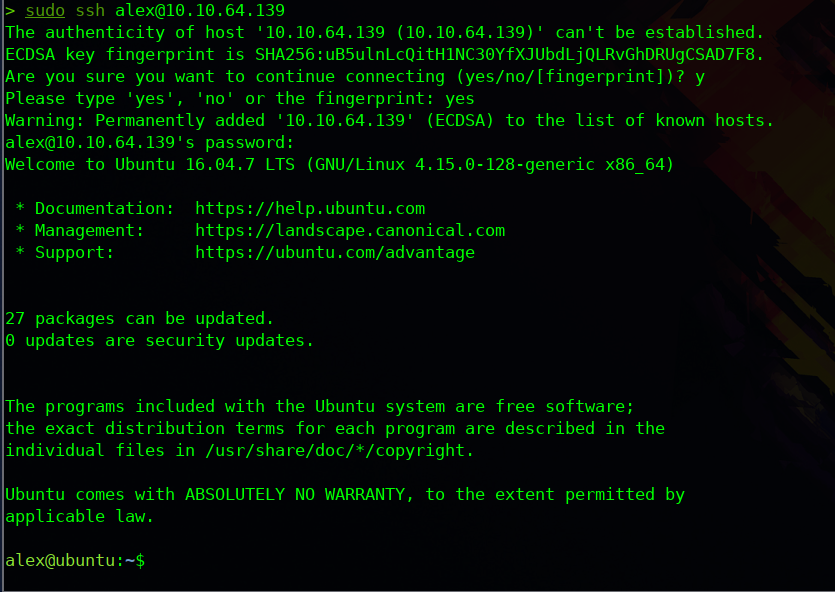 > sudo ssh alex@10.10.64.139
The authenticity of host '10.10.64.139 (10.10.64.139)' can't be established.
ECDSA key fingerprint is SHA256:uB5ulnLcQitH1NC30YfXJUbdLjQLRvGhDRUgCSAD7F8.
Are you sure you want to continue connecting (yes/no/[fingerprint])? y
Please type 'yes', 'no' or the fingerprint: yes
Warning: Permanently added '10.10.64.139' (ECDSA) to the list of known hosts.
alex@10.10.64.139's password:
Welcome to Ubuntu 16.04.7 LTS (GNU/Linux 4.15.0-128-generic x86_64)
 * Documentation:  https://help.ubuntu.com
 * Management:     https://landscape.canonical.com
 * Support:        https://ubuntu.com/advantage
27 packages can be updated.
0 updates are security updates.
The programs included with the Ubuntu system are free software;
the exact distribution terms for each program are described in the
individual files in /usr/share/doc/*/copyright.
Ubuntu comes with ABSOLUTELY NO WARRANTY, to the extent permitted by
applicable law.
alex@ubuntu:~$